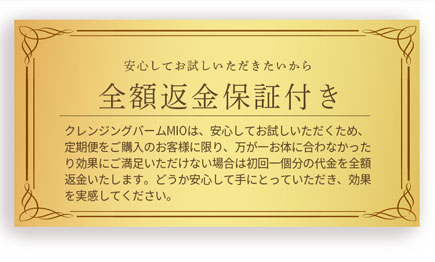 安心してお試しいただきたいから
全額返金保証付き
クレンジングバームMIOは、安心してお試しいただくため、
定期便をご購入のお客様に限り、万が一お体に合わなかった
り効果にご満足いただけない場合は初回一個分の代金を全額
返金いたします。どうか安心して手にとっていただき、効果
を実感してください。